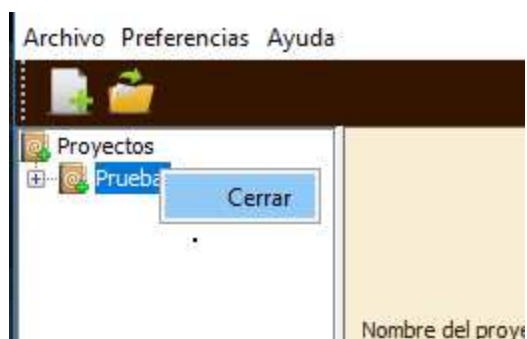 Archivo Preferencias Ayuda
Proyectos
Prueba
Cerrar
Nombre del proye